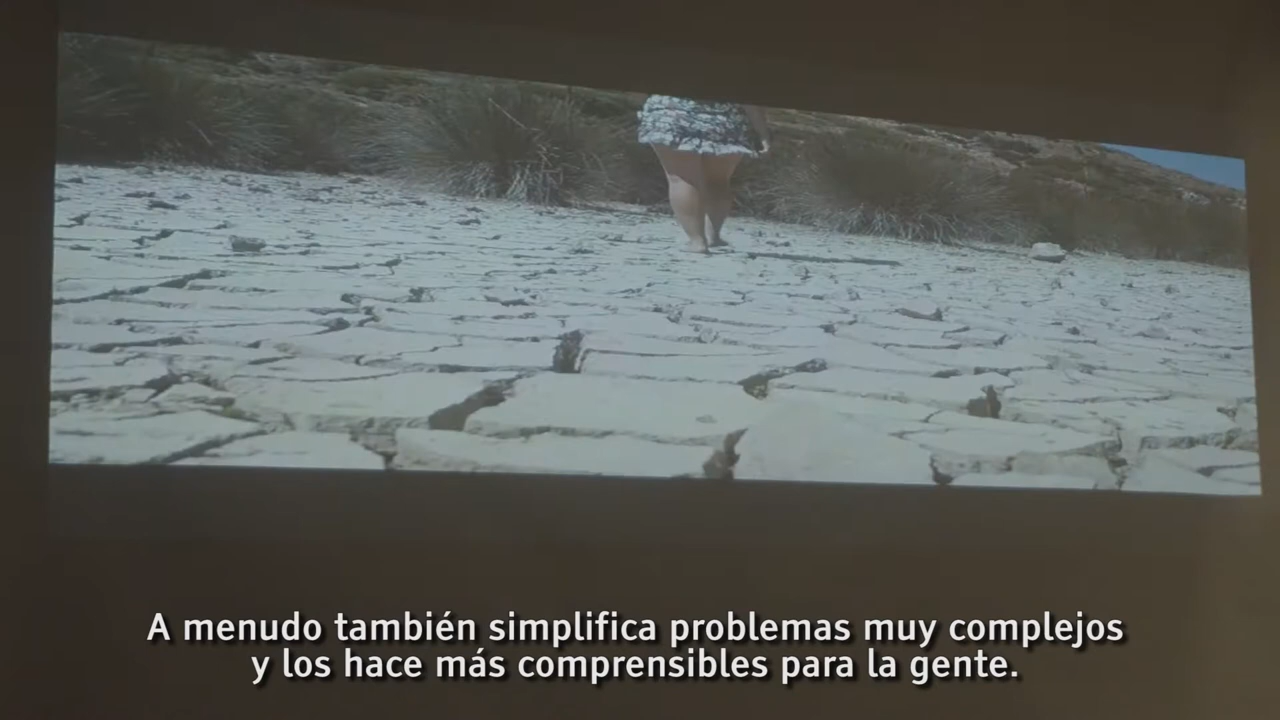 A menudo también simplifica problemas muy complejos
y los hace más comprensibles para la gente.